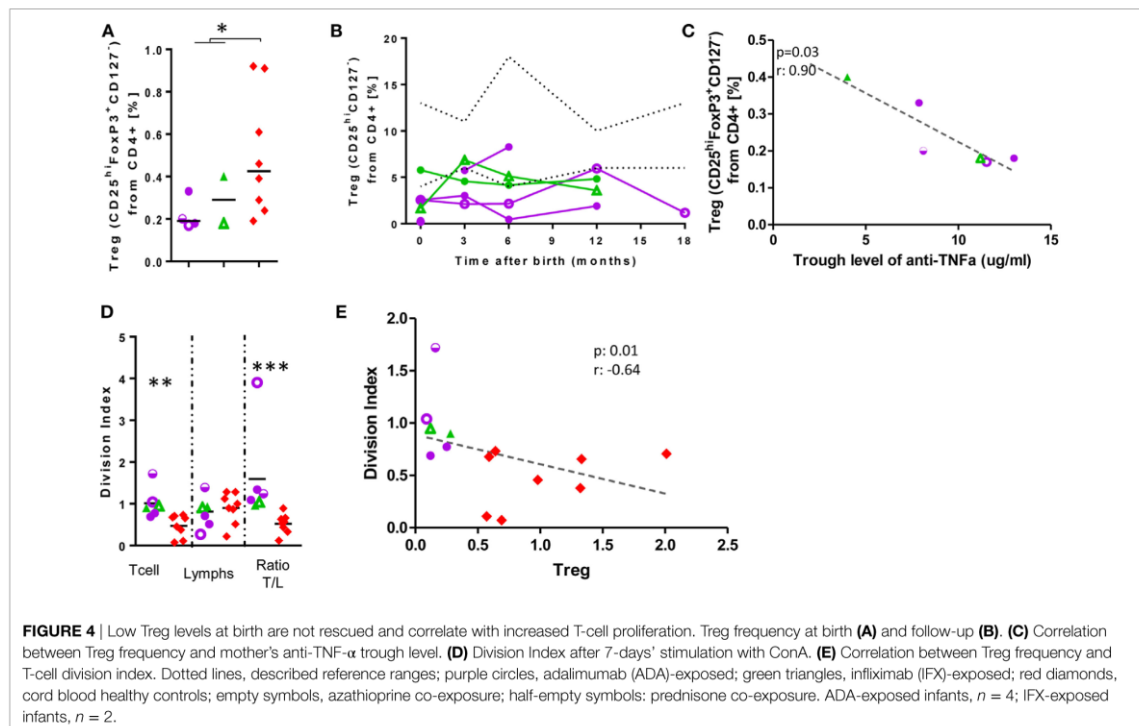 A
*
Treg (CD25hiFoxP3+CD127-)
from CD4+ [%]
1.0
0.8
0.6
0.4
0.2
0.0
B
Treg (CD25hiCD127-)
from CD4+ [%]
20
15
10
5
0
0 3 6 9 12 15 18
Time after birth (months)
C
Treg (CD25hiFoxP3+CD127-)
from CD4+ [%]
0.5
0.4
0.3
0.2
0.1
0.0
p=0.03
r: 0.90
0 5 10 15
Trough level of anti-TNFa (ug/ml)
D
Division Index
5
4
3
2
1
0
**
***
Tcell Lymphs Ratio
T/L
E
Division Index
2.0
1.5
1.0
0.5
0.0
p: 0.01
r: -0.64
0.0 0.5 1.0 1.5 2.0 2.5
Treg
FIGURE 4 | Low Treg levels at birth are not rescued and correlate with increased T-cell proliferation. Treg frequency at birth (A) and follow-up (B). (C) Correlation
between Treg frequency and mother's anti-TNF-α trough level. (D) Division Index after 7-days' stimulation with ConA. (E) Correlation between Treg frequency and
T-cell division index. Dotted lines, described reference ranges; purple circles, adalimumab (ADA)-exposed; green triangles, infliximab (IFX)-exposed; red diamonds,
cord blood healthy controls; empty symbols, azathioprine co-exposure; half-empty symbols: prednisone co-exposure. ADA-exposed infants, n = 4; IFX-exposed
infants, n = 2.